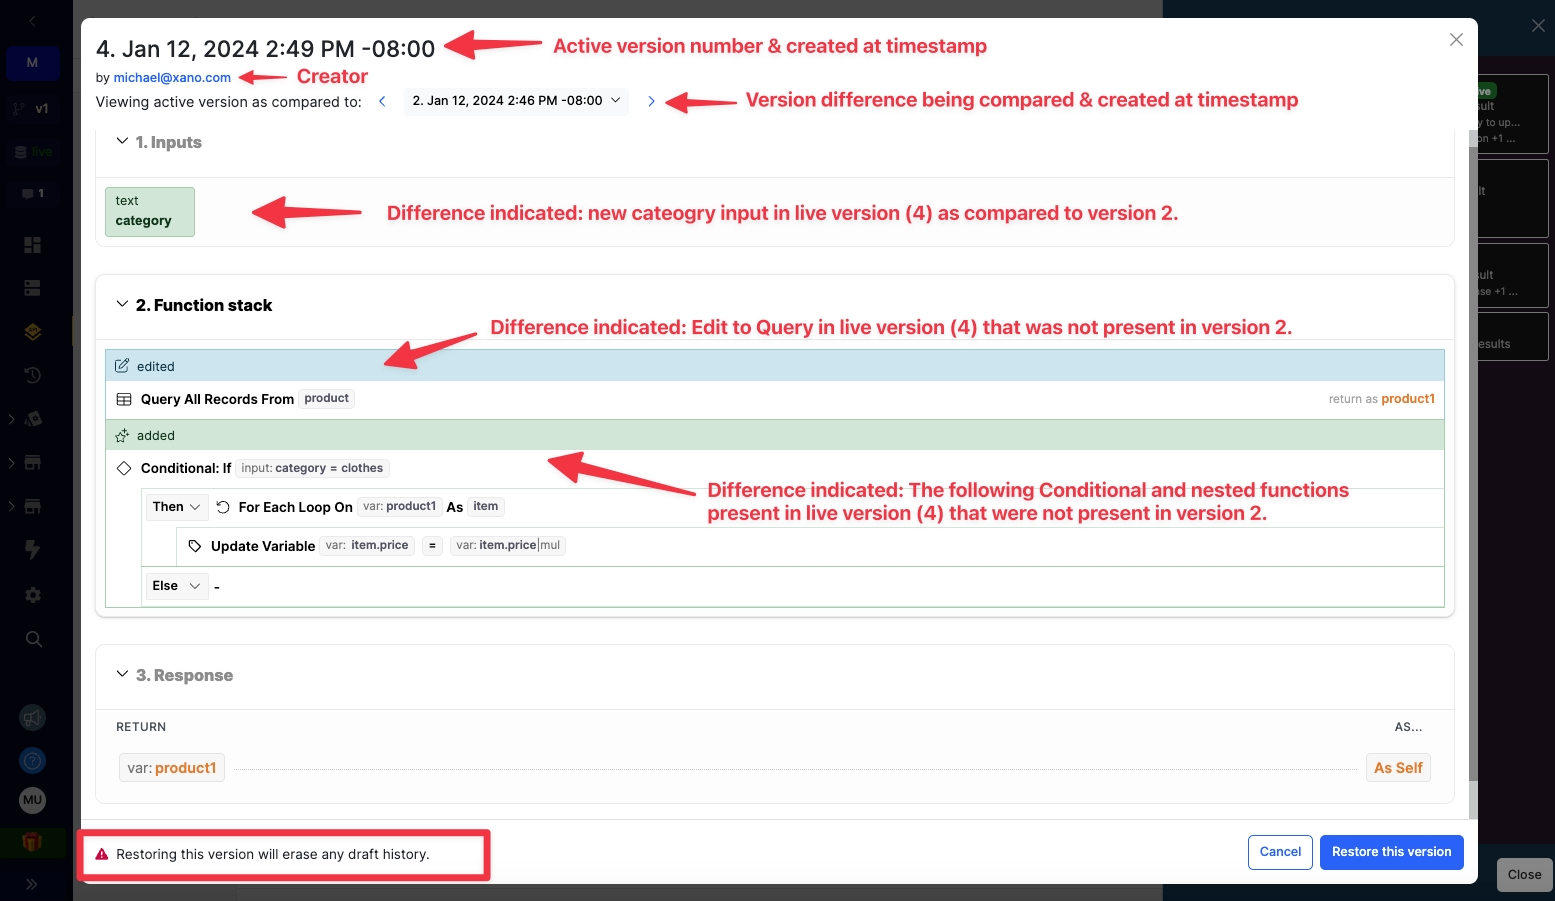 4. Jan 12, 2024 2:49 PM -08:00
Active version number & created at timestamp
by michael@xano.com
Creator
Viewing active version as compared to:
2. Jan 12, 2024 2:46 PM -08:00
Version difference being compared & created at timestamp
1. Inputs
text
category
Difference indicated: new cateogry input in live version (4) as compared to version 2.
2. Function stack
Difference indicated: Edit to Query in live version (4) that was not present in version 2.
edited
Query All Records From product
return as product1
added
Conditional: If input: category = clothes
Difference indicated: The following Conditional and nested functions
present in live version (4) that were not present in version 2.
Then For Each Loop On var: product1 As item
Update Variable var: item.price = var: item.price|mul
Else -
3. Response
RETURN
AS...
var: product1
As Self
Restoring this version will erase any draft history.
Cancel
Restore this version
Close
M
v1
live
1
MU
y to up...
on +1 ...
+1 ...